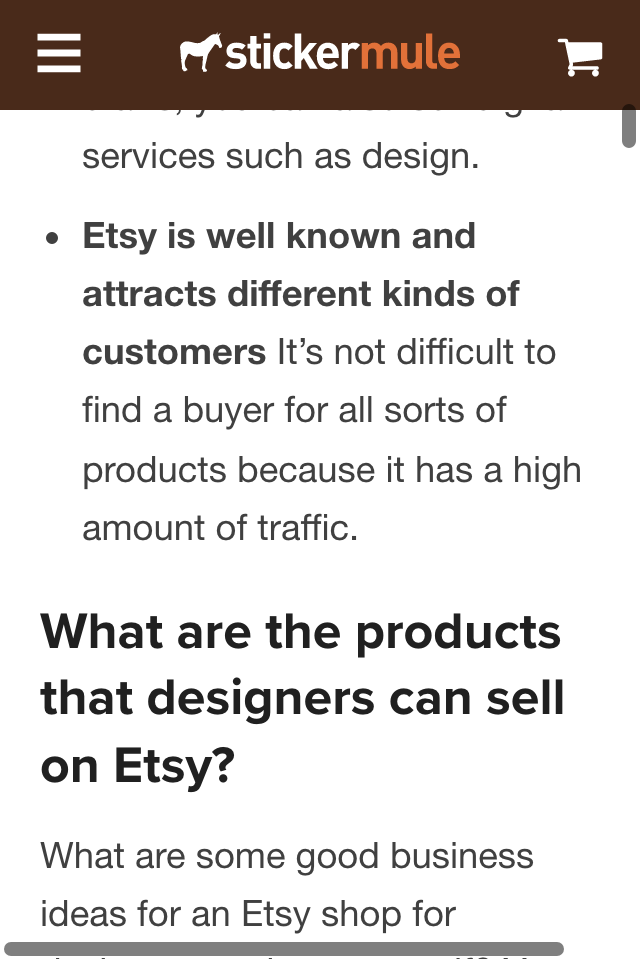 stickermule
services such as design.
• Etsy is well known and
attracts different kinds of
customers It’s not difficult to
find a buyer for all sorts of
products because it has a high
amount of traffic.
What are the products
that designers can sell
on Etsy?
What are some good business
ideas for an Etsy shop for